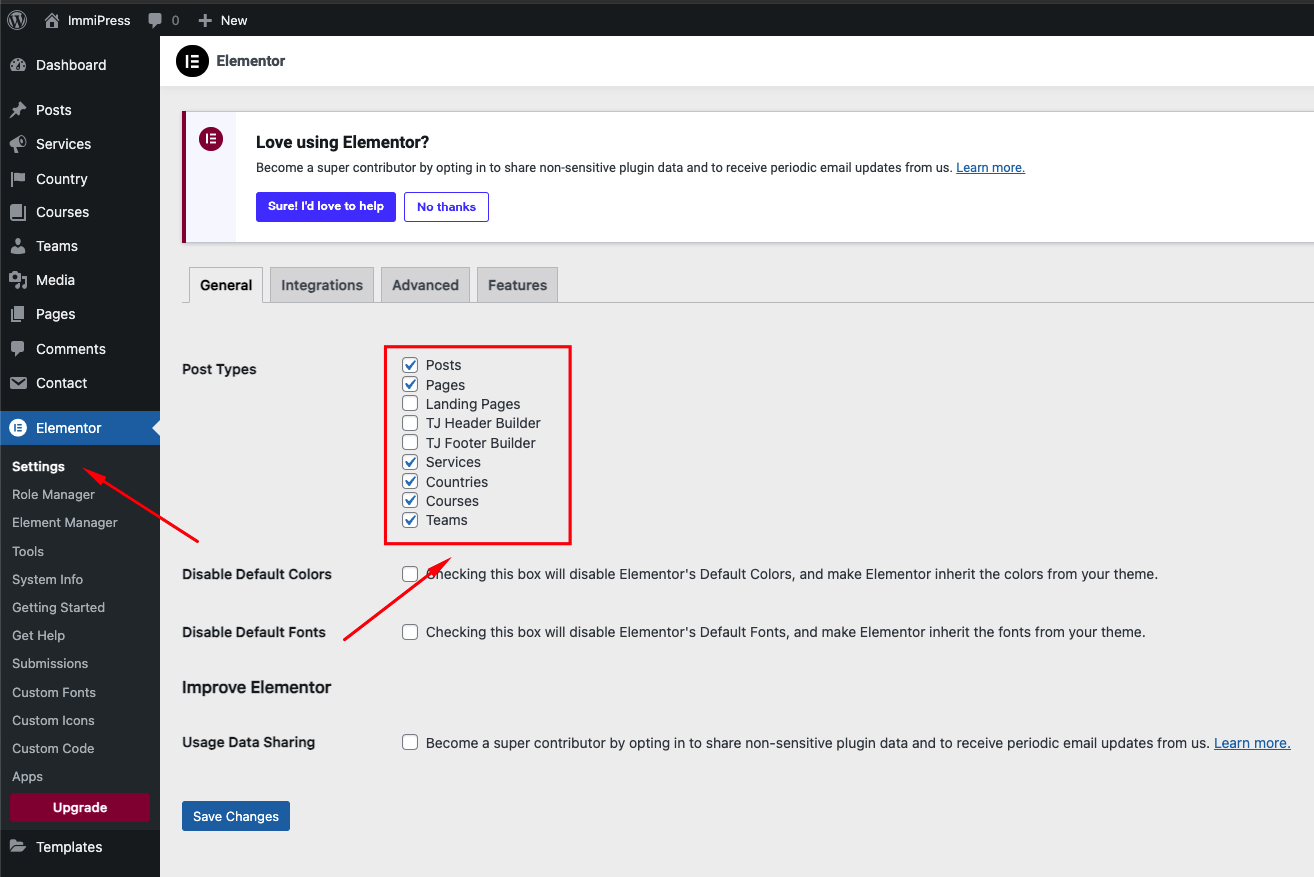 ImmiPress 0 New
Dashboard
Posts
Services
Country
Courses
Teams
Media
Pages
Comments
Contact
Elementor
Settings
Role Manager
Element Manager
Tools
System Info
Getting Started
Get Help
Submissions
Custom Fonts
Custom Icons
Custom Code
Apps
Upgrade
Templates
Elementor
Love using Elementor?
Become a super contributor by opting in to share non-sensitive plugin data and to receive periodic email updates from us. Learn more.
Sure! I'd love to help No thanks
General Integrations Advanced Features
Post Types
Posts
Pages
Landing Pages
TJ Header Builder
TJ Footer Builder
Services
Countries
Courses
Teams
Disable Default Colors Checking this box will disable Elementor's Default Colors, and make Elementor inherit the colors from your theme.
Disable Default Fonts Checking this box will disable Elementor's Default Fonts, and make Elementor inherit the fonts from your theme.
Improve Elementor
Usage Data Sharing Become a super contributor by opting in to share non-sensitive plugin data and to receive periodic email updates from us. Learn more.
Save Changes